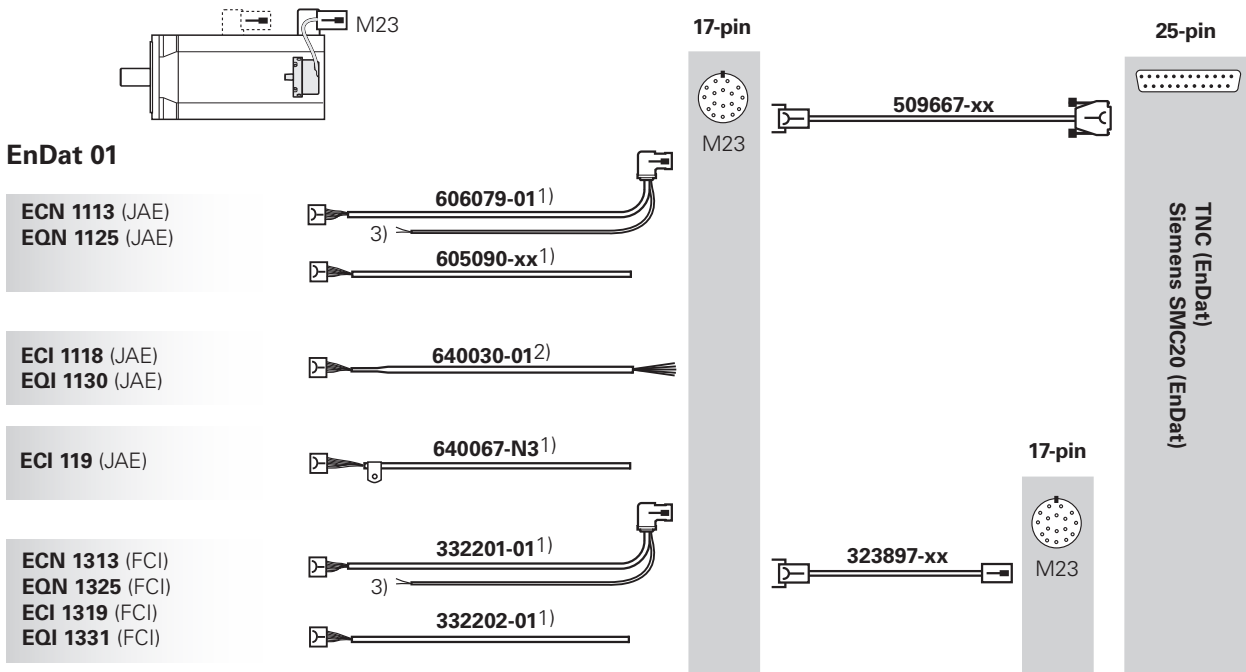 M23
17-pin
25-pin
M23
509667-xx
EnDat 01
ECN 1113 (JAE)
EQN 1125 (JAE)
606079-01 1)
3)
605090-xx 1)
ECI 1118 (JAE)
EQI 1130 (JAE)
640030-01 2)
ECI 119 (JAE)
640067-N3 1)
ECN 1313 (FCI)
EQN 1325 (FCI)
ECI 1319 (FCI)
EQI 1331 (FCI)
332201-01 1)
3)
332202-01 1)
323897-xx
17-pin
M23
TNC (EnDat)
Siemens SMC20 (EnDat)